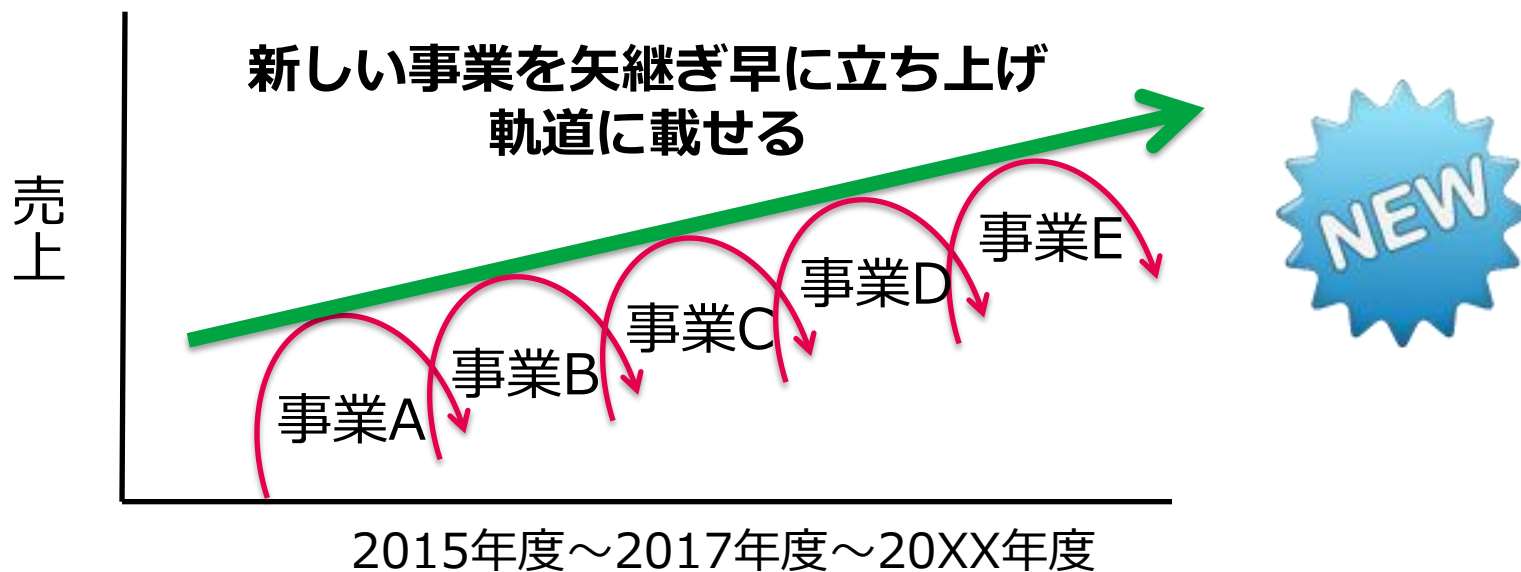 新しい事業を矢継ぎ早に立ち上げ
軌道に載せる
売上
事業A
事業B
事業C
事業D
事業E
NEW
2015年度～2017年度～20XX年度